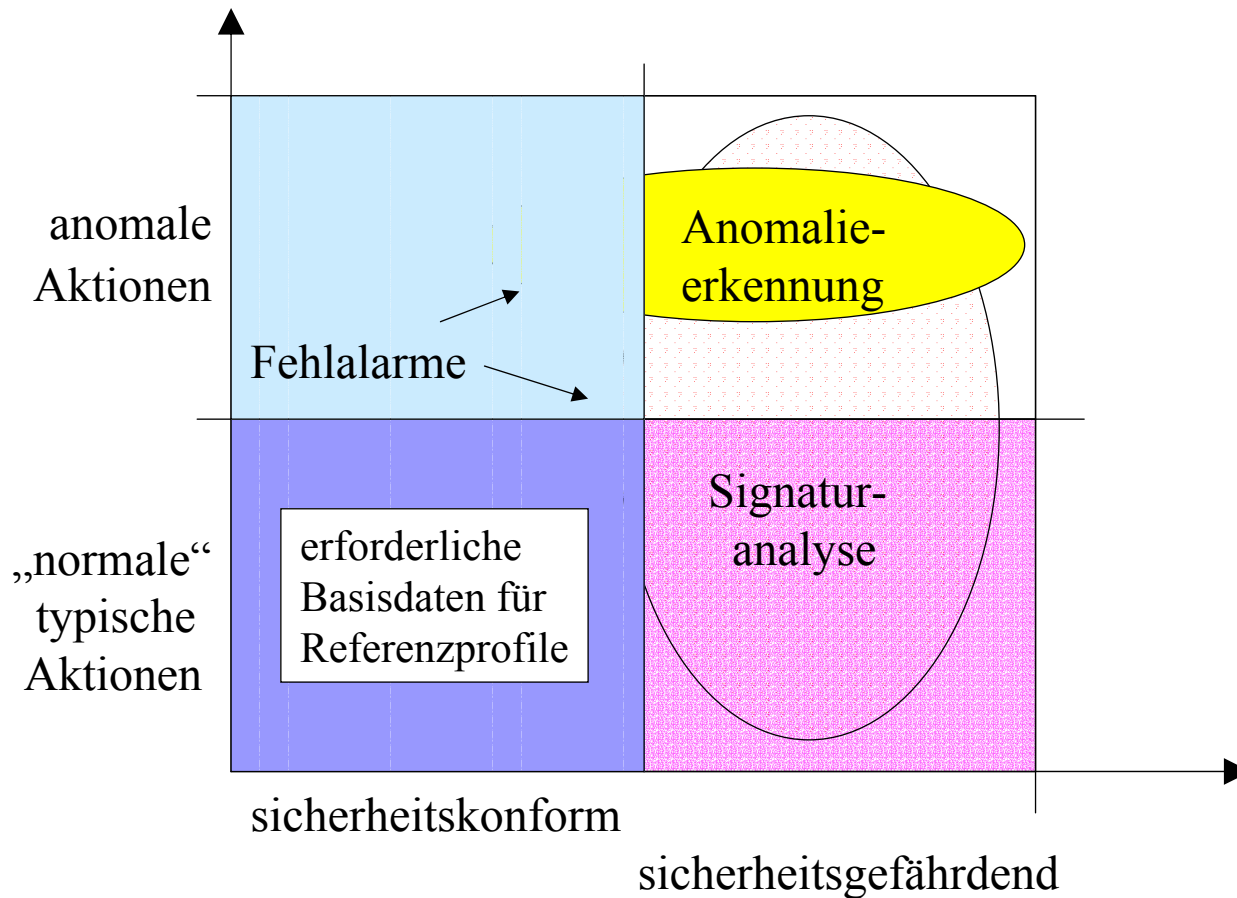 anomale
Aktionen
Anomalie-
erkennung
Fehlalarme
„normale“
typische
Aktionen
erforderliche
Basisdaten für
Referenzprofile
Signatur-
analyse
sicherheitskonform
sicherheitsgefährdend